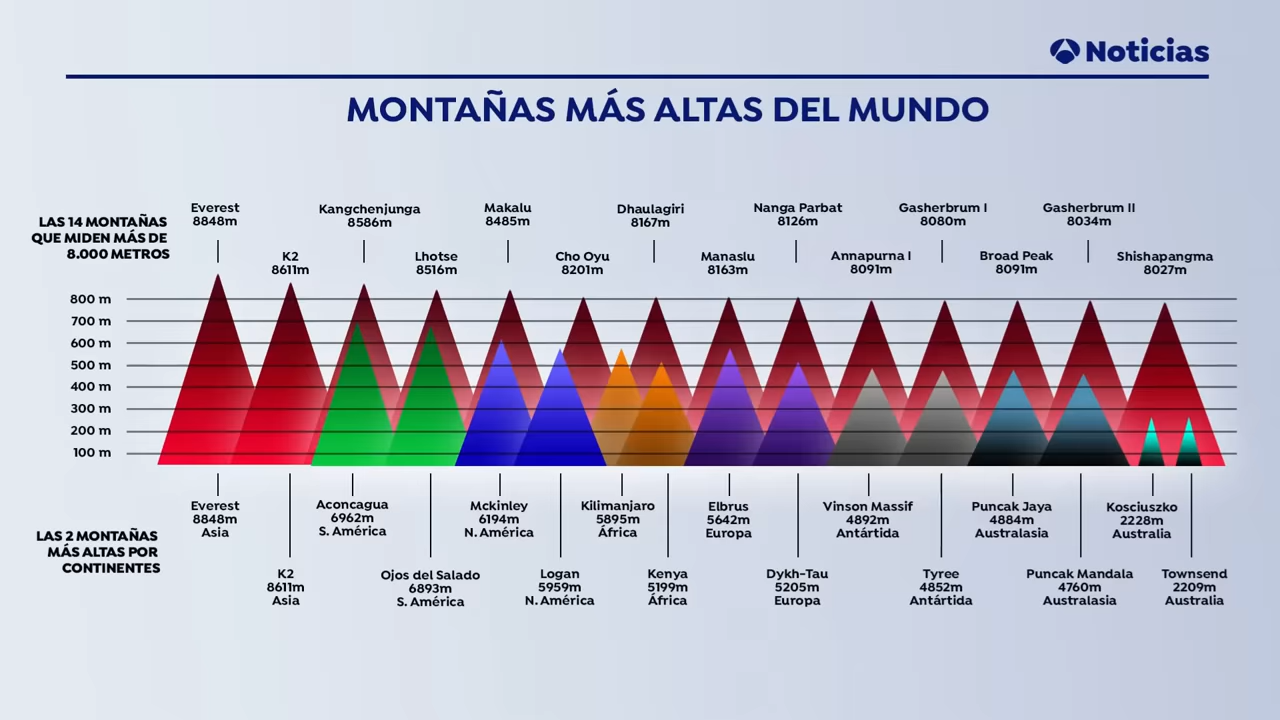 Noticias
MONTAÑAS MÁS ALTAS DEL MUNDO
LAS 14 MONTAÑAS
QUE MIDEN MÁS DE
8.000 METROS
Everest
8848m
K2
8611m
Kangchenjunga
8586m
Lhotse
8516m
Makalu
8485m
Cho Oyu
8201m
Dhaulagiri
8167m
Manaslu
8163m
Nanga Parbat
8126m
Annapurna I
8091m
Gasherbrum I
8080m
Broad Peak
8091m
Gasherbrum II
8034m
Shishapangma
8027m
800 m
700 m
600 m
500 m
400 m
300 m
200 m
100 m
LAS 2 MONTAÑAS
MÁS ALTAS POR
CONTINENTES
Everest
8848m
Asia
K2
8611m
Asia
Aconcagua
6962m
S. América
Ojos del Salado
6893m
S. América
Mckinley
6194m
N. América
Logan
5959m
N. América
Kilimanjaro
5895m
África
Kenya
5199m
África
Elbrus
5642m
Europa
Dykh-Tau
5205m
Europa
Vinson Massif
4892m
Antártida
Tyree
4852m
Antártida
Puncak Jaya
4884m
Australasia
Puncak Mandala
4760m
Australasia
Kosciuszko
2228m
Australia
Townsend
2209m
Australia